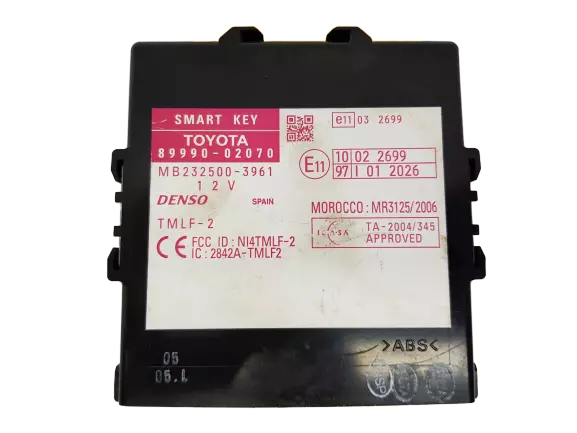 SMART KEY
TOYOTA
89990-02070
MB232500-3961
12V
DENSO SPAIN
TMLF-2
CE FCC ID : NI4TMLF-2
IC : 2842A-TMLF2
e11 03 2699
E11 10 02 2699
97 I 01 2026
MOROCCO : MR3125/2006
TA-2004/345
APPROVED
>ABS<
05